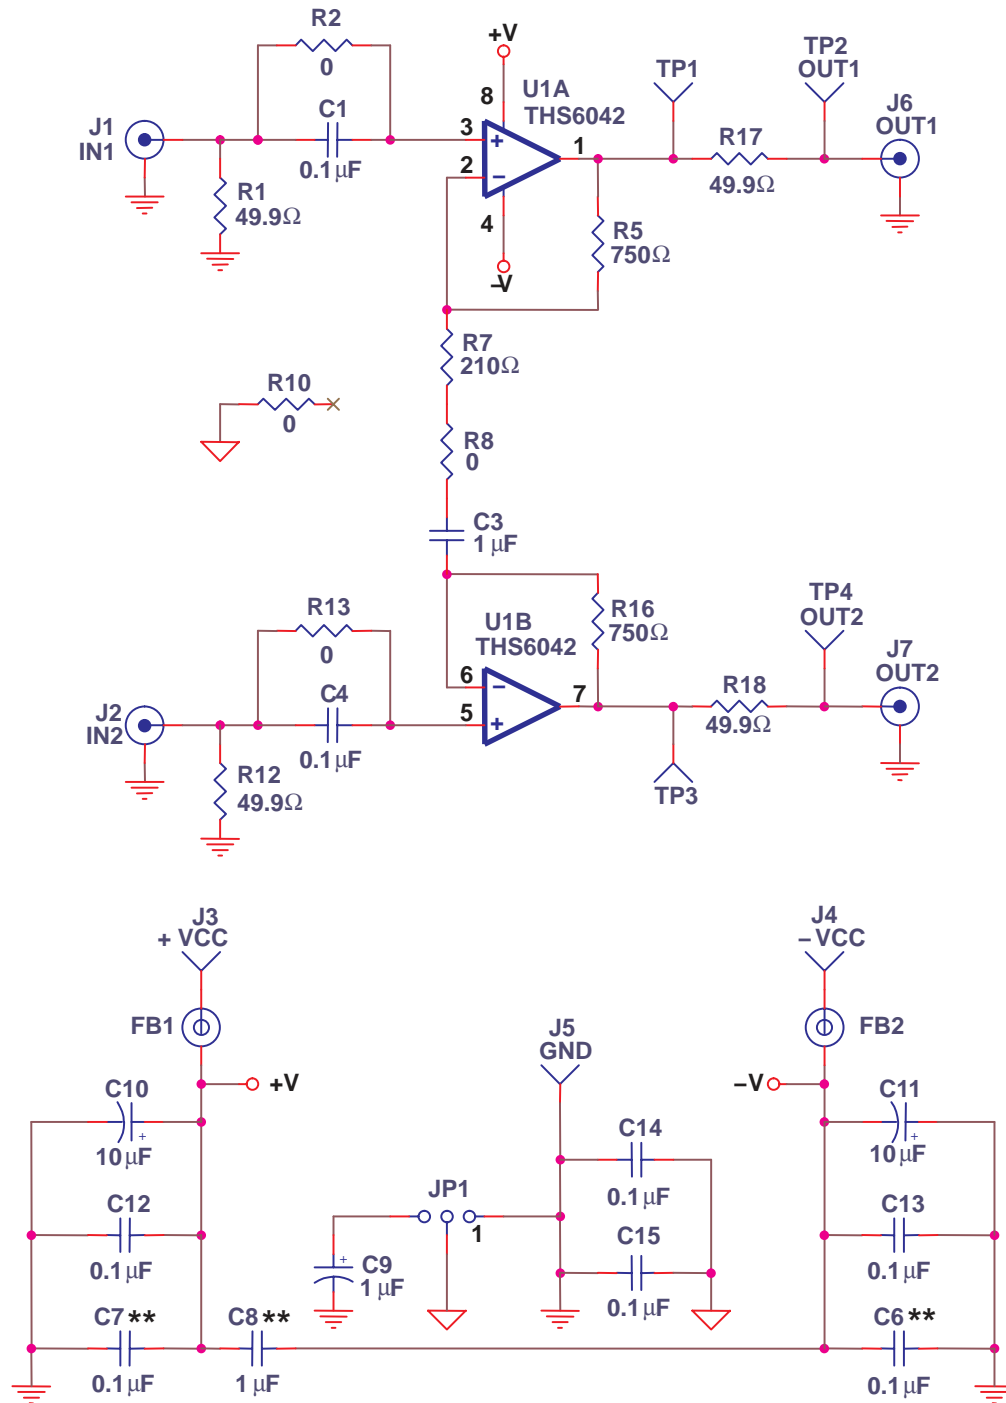 R2
0
C1
0.1 µF
J1
IN1
R1
49.9Ω
+V
8
U1A
THS6042
3
+
2
−
1
4
−V
TP1
TP2
OUT1
R17
49.9Ω
J6
OUT1
R5
750Ω
R7
210Ω
R10
0
R8
0
C3
1 µF
R13
0
C4
0.1 µF
J2
IN2
R12
49.9Ω
U1B
THS6042
R16
750Ω
6
−
5
+
7
TP3
TP4
OUT2
R18
49.9Ω
J7
OUT2
J3
+ VCC
FB1
+V
C10
+
10 µF
C12
0.1 µF
C7**
0.1 µF
C8**
1 µF
JP1
1
+
C9
1 µF
J5
GND
C14
0.1 µF
C15
0.1 µF
J4
− VCC
FB2
−V
C11
+
10 µF
C13
0.1 µF
C6**
0.1 µF